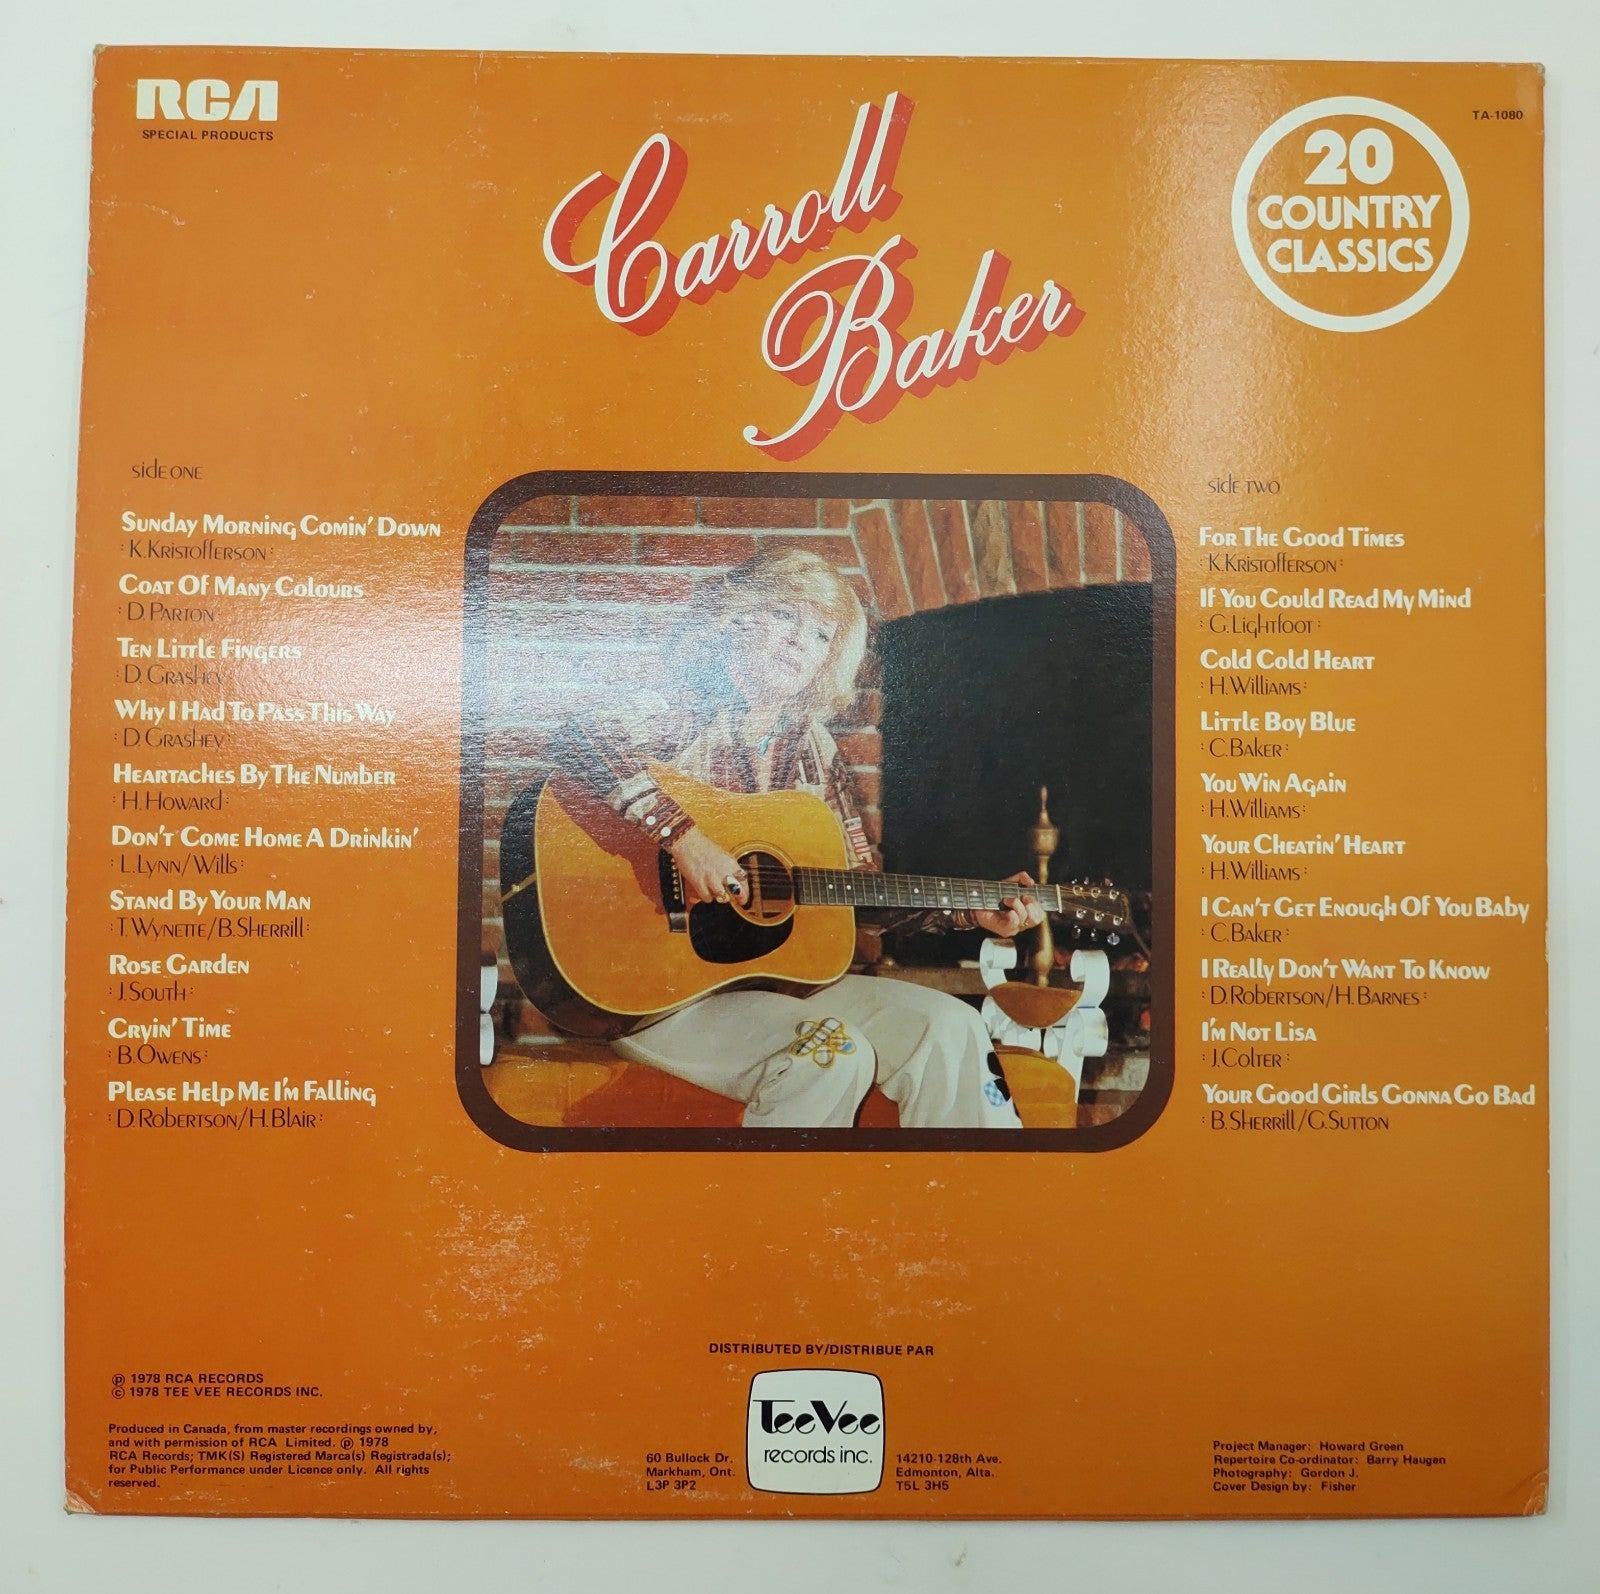 RCA
SPECIAL PRODUCTS
TA-1080
Carroll
Baker
20
COUNTRY
CLASSICS
side one
Sunday Morning Comin' Down
: K.Kristofferson :
Coat Of Many Colours
: D. Parton :
Ten Little Fingers
: D. Grashey
Why I Had To Pass This Way
: D. Grashey :
Heartaches By The Number
: H. Howard :
Don't Come Home A Drinkin'
: L.Lynn/Wills :
Stand By Your Man
: T. Wynette/B.Sherrill :
Rose Garden
: J.South :
Cryin' Time
: B.Owens :
Please Help Me I'm Falling
: D. Robertson/H.Blair :
side two
For The Good Times
: K.Kristofferson :
If You Could Read My Mind
: G.Lightfoot :
Cold Cold Heart
: H.Williams :
Little Boy Blue
: C.Baker :
You Win Again
: H.Williams :
Your Cheatin' Heart
: H.Williams :
I Can't Get Enough Of You Baby
: C.Baker :
I Really Don't Want To Know
: D.Robertson/H.Barnes :
I'm Not Lisa
: J.Colter :
Your Good Girls Gonna Go Bad
: B.Sherrill/G.Sutton
DISTRIBUTED BY/DISTRIBUE PAR
TeeVee
records inc.
60 Bullock Dr.
Markham, Ont.
L3P 3P2
14210-128th Ave.
Edmonton, Alta.
T5L 3H5
℗ 1978 RCA RECORDS
© 1978 TEE VEE RECORDS INC.
Produced in Canada, from master recordings owned by,
and with permission of RCA Limited. ℗ 1978
RCA Records; TMK(S) Registered Marca(s) Registrada(s);
for Public Performance under Licence only. All rights
reserved.
Project Manager: Howard Green
Repertoire Co-ordinator: Barry Haugen
Photography: Gordon J.
Cover Design by: Fisher